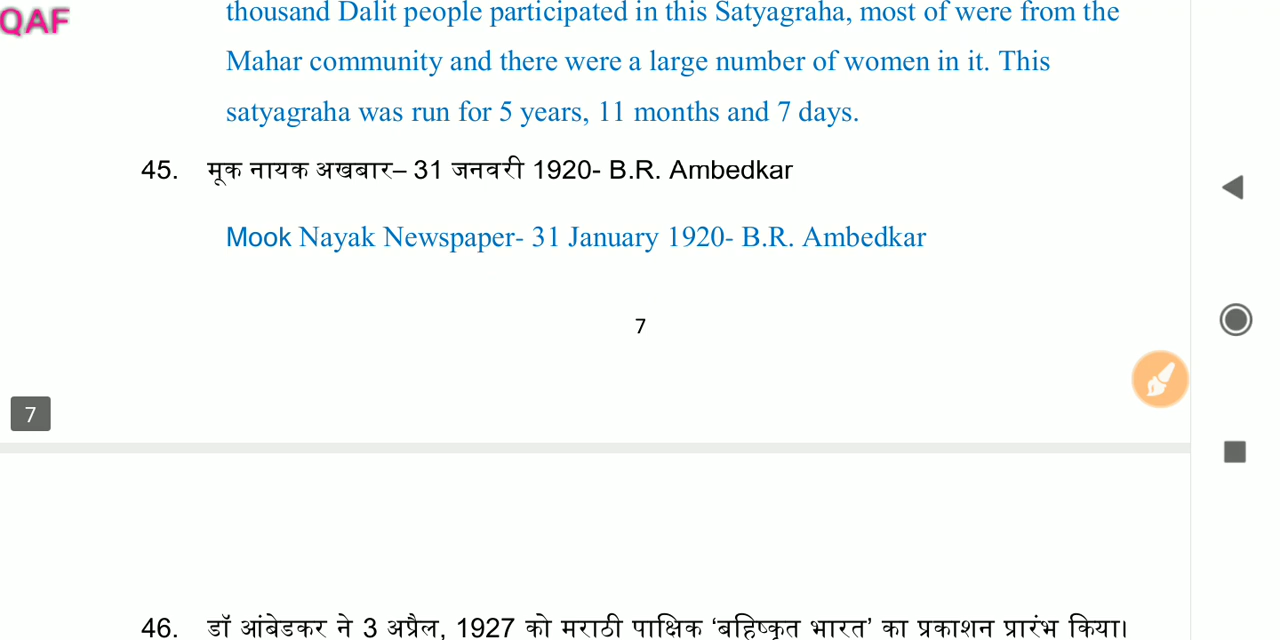 QAF
thousand Dalit people participated in this Satyagraha, most of were from the
Mahar community and there were a large number of women in it. This
satyagraha was run for 5 years, 11 months and 7 days.
45. मूक नायक अखबार– 31 जनवरी 1920- B.R. Ambedkar
Mook Nayak Newspaper- 31 January 1920- B.R. Ambedkar
7
7
46. डॉ आंबेडकर ने 3 अप्रैल, 1927 को मराठी पाक्षिक ‘बहिष्कृत भारत’ का प्रकाशन प्रारंभ किया।